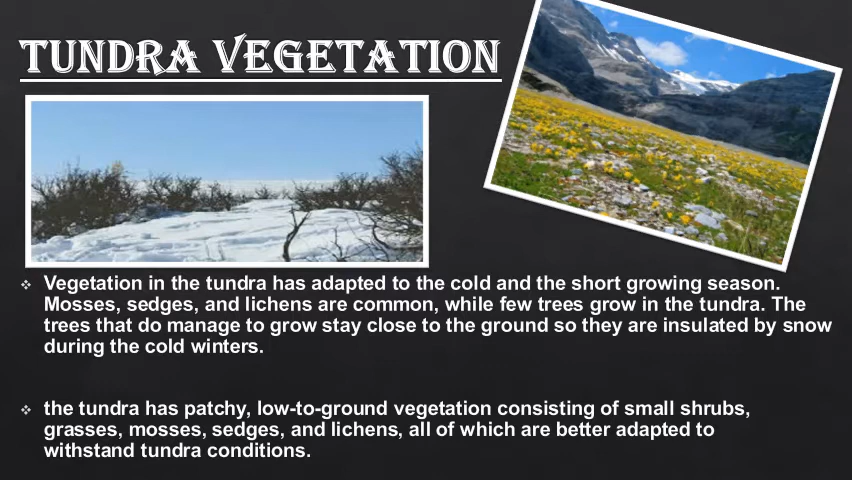 TUNDRA VEGETATION
Vegetation in the tundra has adapted to the cold and the short growing season.
Mosses, sedges, and lichens are common, while few trees grow in the tundra. The
trees that do manage to grow stay close to the ground so they are insulated by snow
during the cold winters.
the tundra has patchy, low-to-ground vegetation consisting of small shrubs,
grasses, mosses, sedges, and lichens, all of which are better adapted to
withstand tundra conditions.